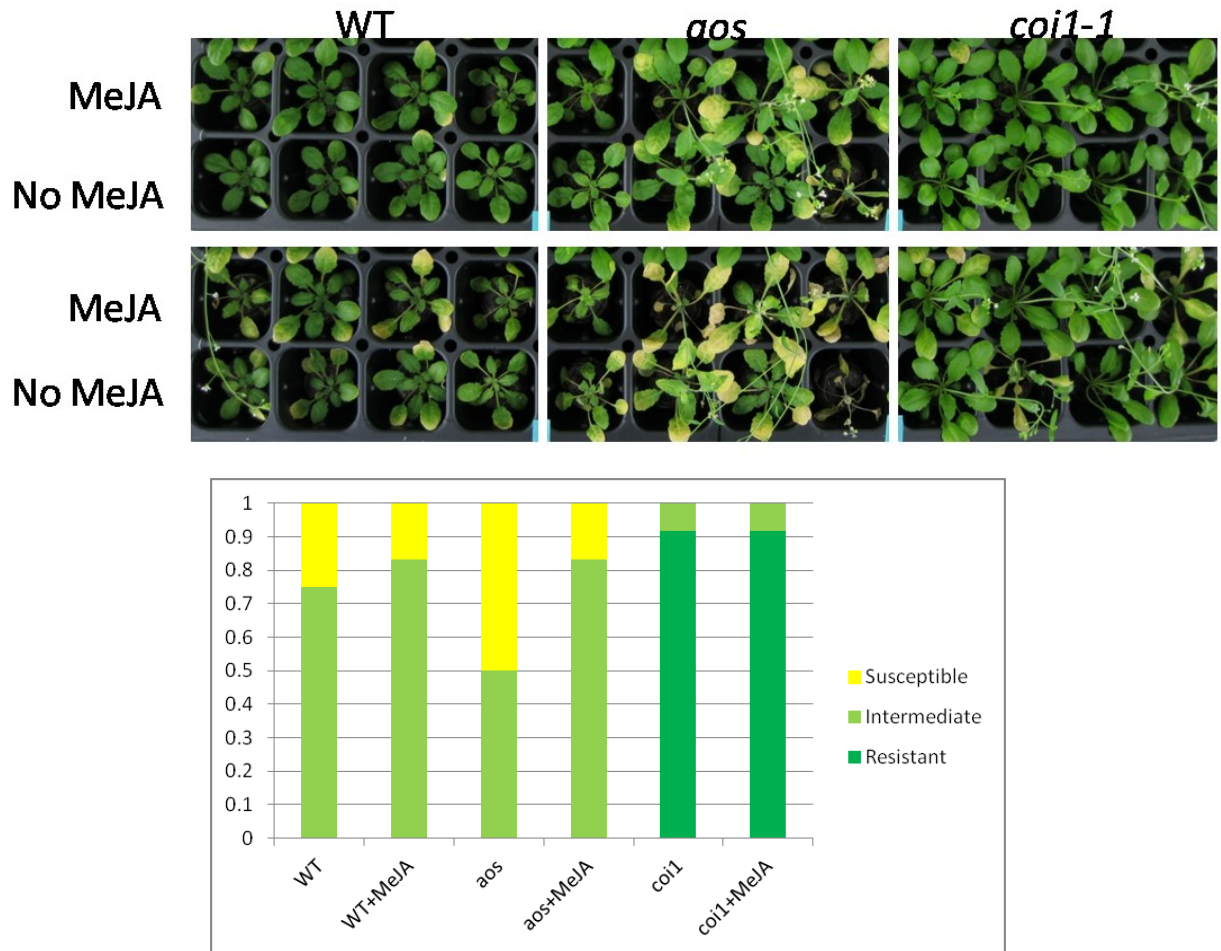 WT aos coi1-1
MeJA
No MeJA
MeJA
No MeJA
1
0.9
0.8
0.7
0.6
0.5
0.4
0.3
0.2
0.1
0
Susceptible
Intermediate
Resistant
WT
WT+MeJA
aos
aos+MeJA
coi1
coi1+MeJA